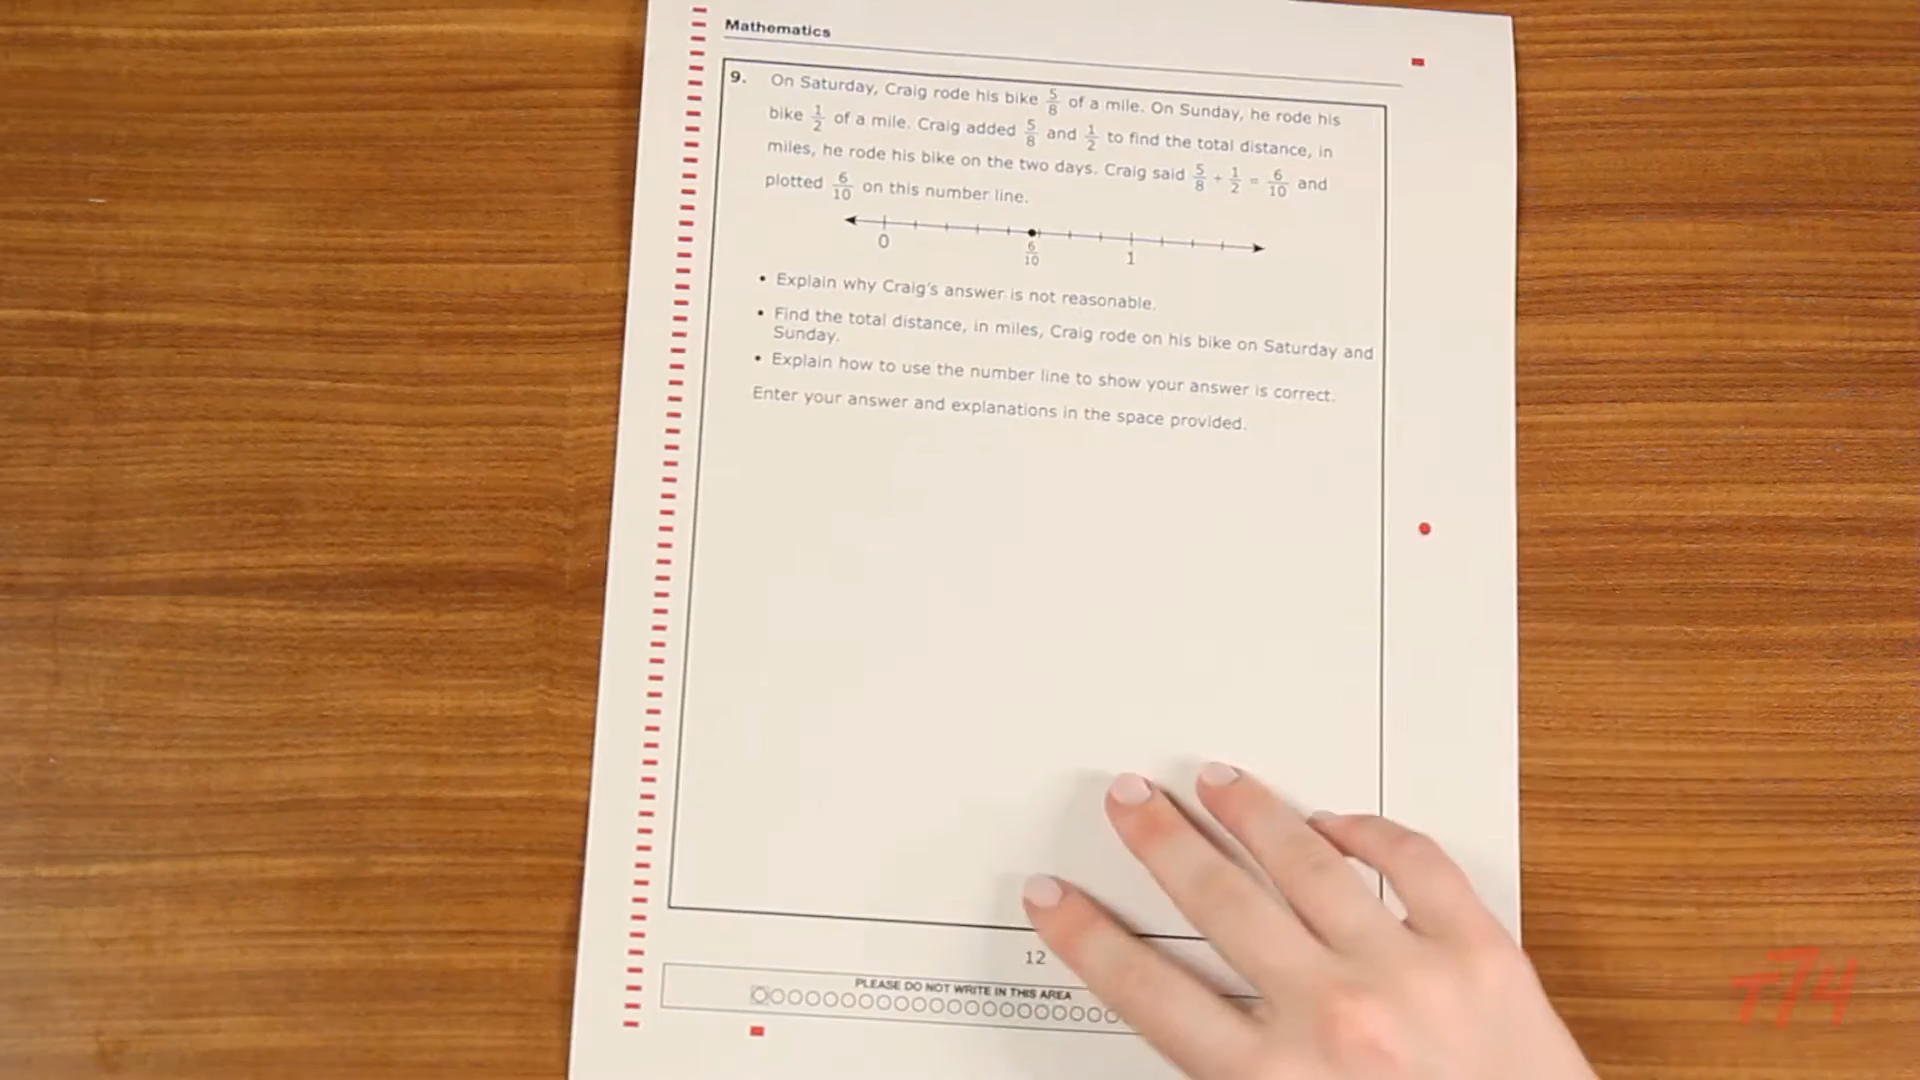 Mathematics
9. On Saturday, Craig rode his bike 5/8 of a mile. On Sunday, he rode his
bike 1/2 of a mile. Craig added 5/8 and 1/2 to find the total distance, in
miles, he rode his bike on the two days. Craig said 5/8 + 1/2 = 6/10 and
plotted 6/10 on this number line.
0 6/10 1
• Explain why Craig's answer is not reasonable.
• Find the total distance, in miles, Craig rode on his bike on Saturday and
Sunday.
• Explain how to use the number line to show your answer is correct.
Enter your answer and explanations in the space provided.
12
PLEASE DO NOT WRITE IN THIS AREA
T74